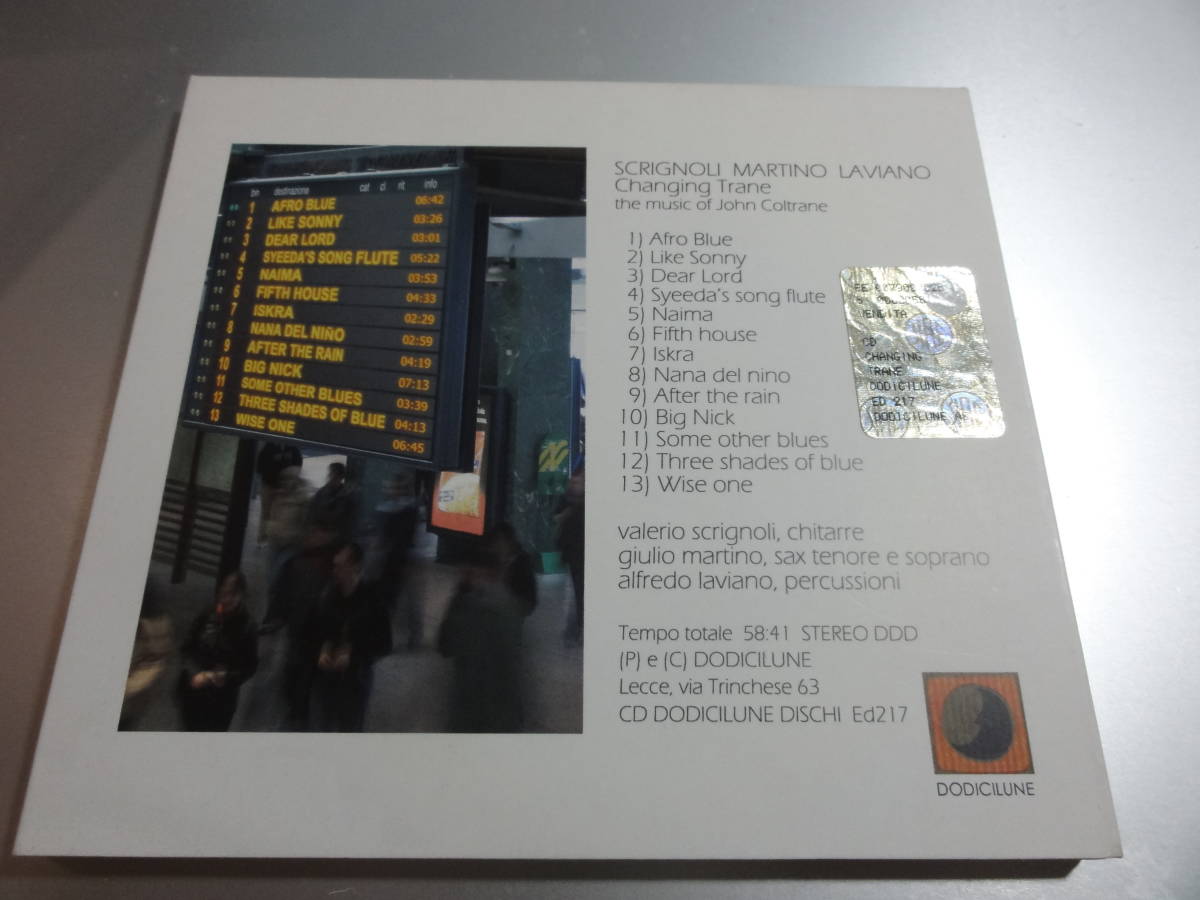 bn destinazione cat cl rit info
1 AFRO BLUE 06:42
2 LIKE SONNY 03:26
3 DEAR LORD 03:01
4 SYEEDA'S SONG FLUTE 05:22
5 NAIMA 03:53
6 FIFTH HOUSE 04:33
7 ISKRA 02:29
8 NANA DEL NIÑO 02:59
9 AFTER THE RAIN 04:19
10 BIG NICK 07:13
11 SOME OTHER BLUES 03:39
12 THREE SHADES OF BLUE 04:13
13 WISE ONE 06:45
SCRIGNOLI MARTINO LAVIANO
Changing Trane
the music of John Coltrane
1) Afro Blue
2) Like Sonny
3) Dear Lord
4) Syeeda's song flute
5) Naima
6) Fifth house
7) Iskra
8) Nana del nino
9) After the rain
10) Big Nick
11) Some other blues
12) Three shades of blue
13) Wise one
VENDITA
CD
CHANGING
TRANE
DODICILUNE
ED 217
DODICILUNE
valerio scrignoli, chitarre
giulio martino, sax tenore e soprano
alfredo laviano, percussioni
Tempo totale 58:41 STEREO DDD
(P) e (C) DODICILUNE
Lecce, via Trinchese 63
CD DODICILUNE DISCHI Ed217
DODICILUNE